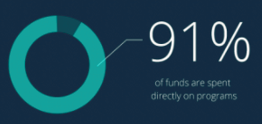 91%
of funds are spent
directly on programs